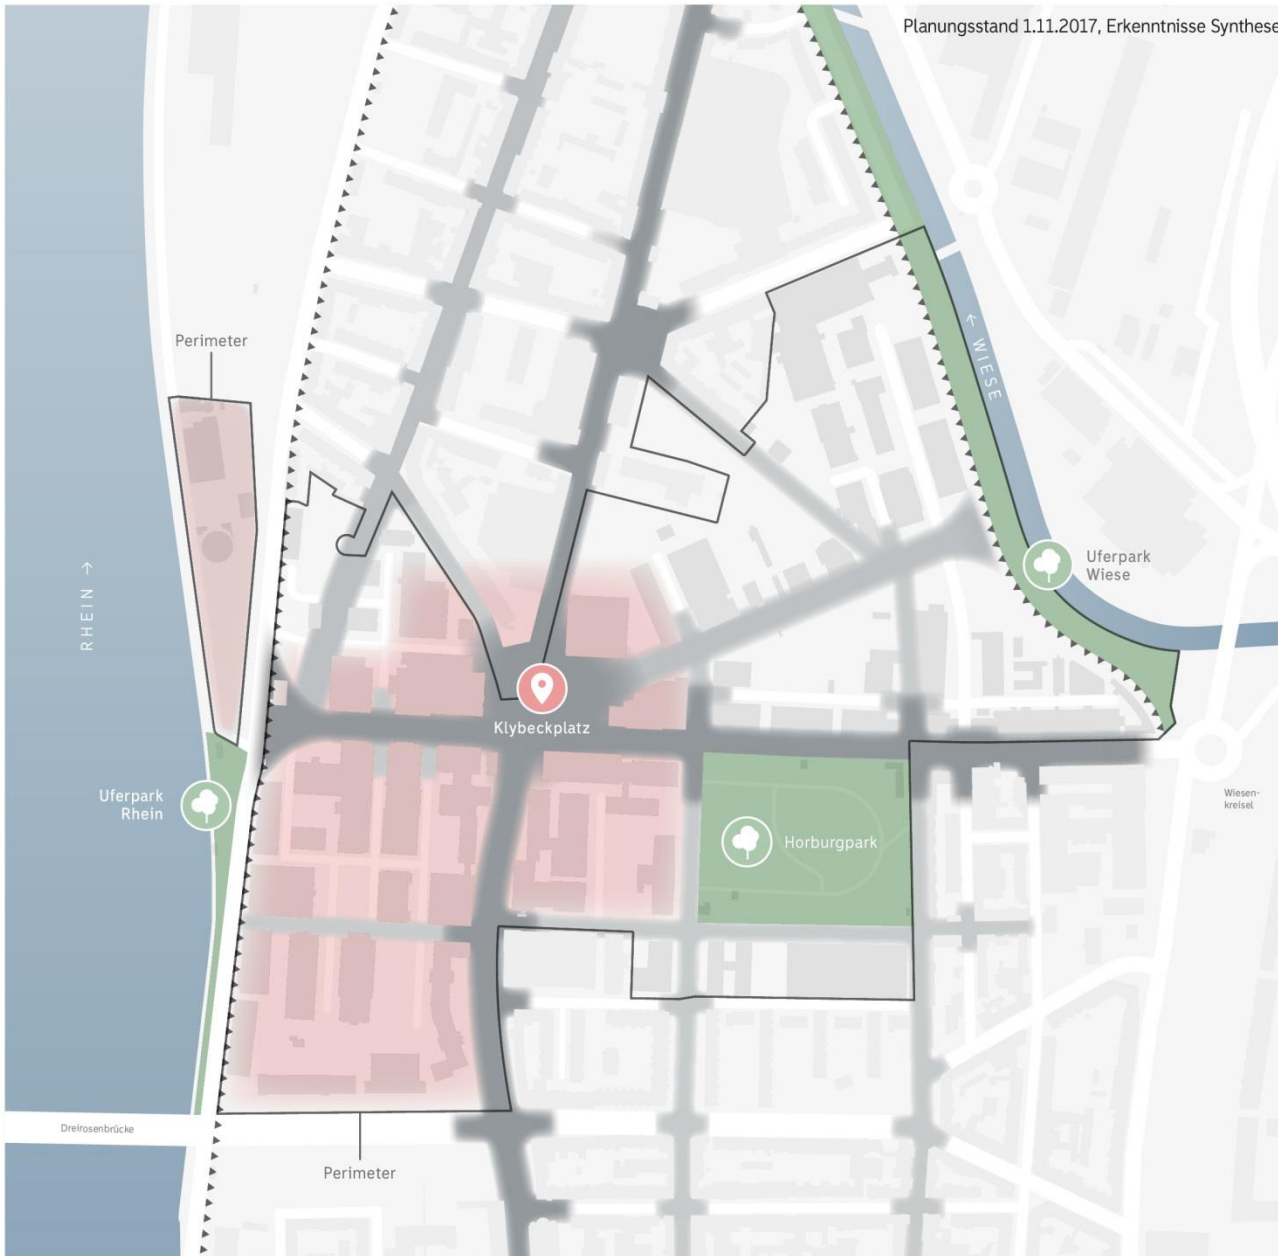 Planungsstand 1.11.2017, Erkenntnisse Synthese
Perimeter
← WIESE
Uferpark
Wiese
RHEIN →
Klybeckplatz
Uferpark
Rhein
Horburgpark
Wiesen-
kreisel
Dreirosenbrücke
Perimeter